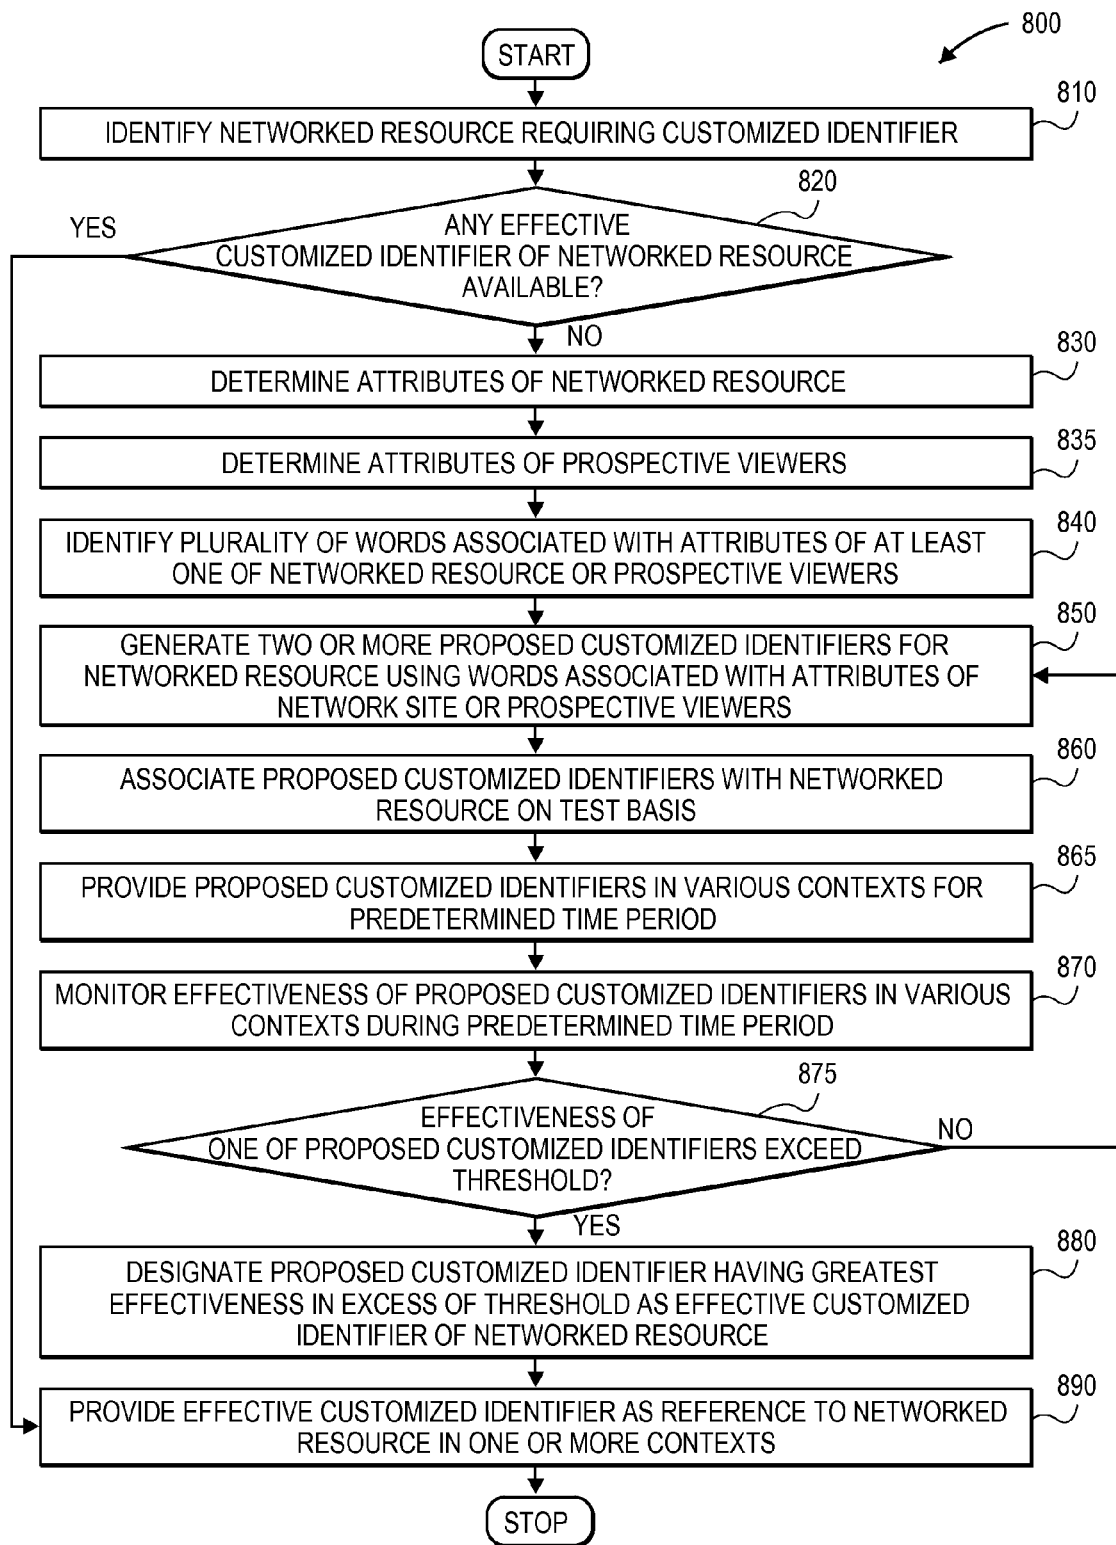 800
START
810
IDENTIFY NETWORKED RESOURCE REQUIRING CUSTOMIZED IDENTIFIER
820
YES
ANY EFFECTIVE
CUSTOMIZED IDENTIFIER OF NETWORKED RESOURCE
AVAILABLE?
NO
830
DETERMINE ATTRIBUTES OF NETWORKED RESOURCE
835
DETERMINE ATTRIBUTES OF PROSPECTIVE VIEWERS
840
IDENTIFY PLURALITY OF WORDS ASSOCIATED WITH ATTRIBUTES OF AT LEAST
ONE OF NETWORKED RESOURCE OR PROSPECTIVE VIEWERS
850
GENERATE TWO OR MORE PROPOSED CUSTOMIZED IDENTIFIERS FOR
NETWORKED RESOURCE USING WORDS ASSOCIATED WITH ATTRIBUTES OF
NETWORK SITE OR PROSPECTIVE VIEWERS
860
ASSOCIATE PROPOSED CUSTOMIZED IDENTIFIERS WITH NETWORKED
RESOURCE ON TEST BASIS
865
PROVIDE PROPOSED CUSTOMIZED IDENTIFIERS IN VARIOUS CONTEXTS FOR
PREDETERMINED TIME PERIOD
870
MONITOR EFFECTIVENESS OF PROPOSED CUSTOMIZED IDENTIFIERS IN VARIOUS
CONTEXTS DURING PREDETERMINED TIME PERIOD
875
EFFECTIVENESS OF
ONE OF PROPOSED CUSTOMIZED IDENTIFIERS EXCEED
THRESHOLD?
NO
YES
880
DESIGNATE PROPOSED CUSTOMIZED IDENTIFIER HAVING GREATEST
EFFECTIVENESS IN EXCESS OF THRESHOLD AS EFFECTIVE CUSTOMIZED
IDENTIFIER OF NETWORKED RESOURCE
890
PROVIDE EFFECTIVE CUSTOMIZED IDENTIFIER AS REFERENCE TO NETWORKED
RESOURCE IN ONE OR MORE CONTEXTS
STOP